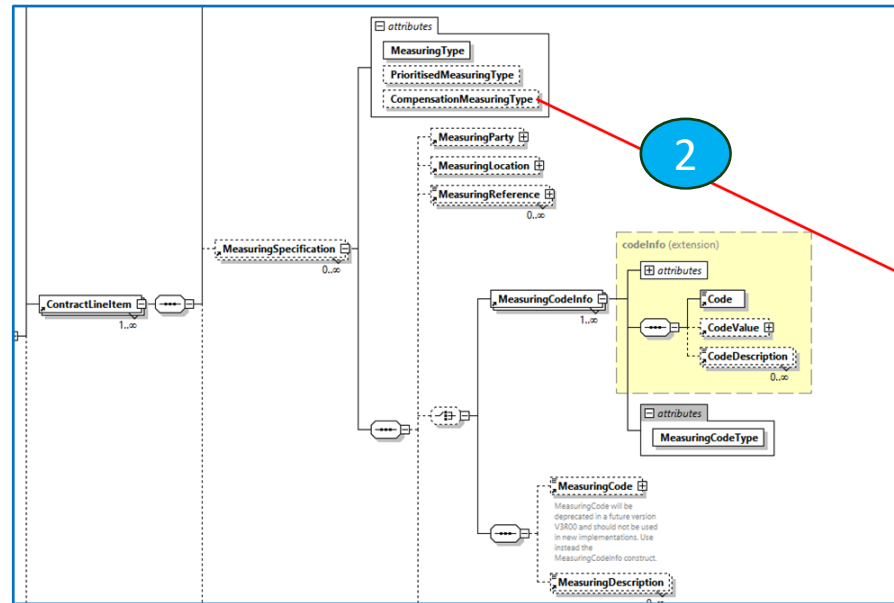 attributes
MeasuringType
PrioritisedMeasuringType
CompensationMeasuringType
2
MeasuringParty
MeasuringLocation
MeasuringReference
0..∞
MeasuringSpecification
0..∞
codeInfo (extension)
attributes
ContractLineItem
1..∞
MeasuringCodeInfo
1..∞
Code
CodeValue
CodeDescription
0..∞
attributes
MeasuringCodeType
MeasuringCode
MeasuringCode will be
deprecated in a future version
V3R00 and should not be used
in new implementations. Use
instead the
MeasuringCodeInfo construct.
MeasuringDescription
0..∞